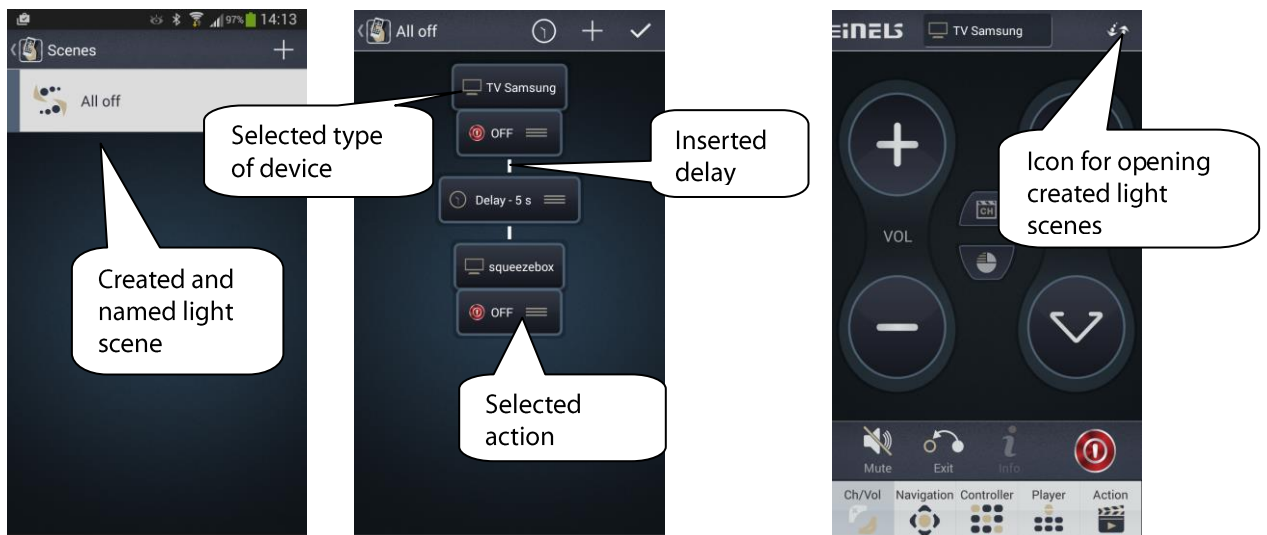 97% 14:13
Scenes
All off
Created and
named light
scene
All off
TV Samsung
OFF
Delay - 5 s
squeezebox
OFF
Selected type
of device
Inserted
delay
Selected
action
iNELS
TV Samsung
VOL
CH
Icon for opening
created light
scenes
Mute
Exit
Info
Ch/Vol
Navigation
Controller
Player
Action